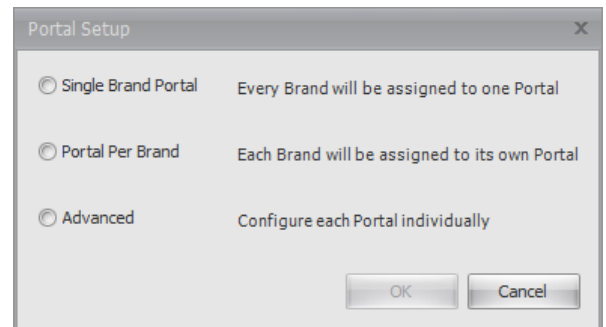 Portal Setup
Single Brand Portal Every Brand will be assigned to one Portal
Portal Per Brand Each Brand will be assigned to its own Portal
Advanced Configure each Portal individually
OK Cancel